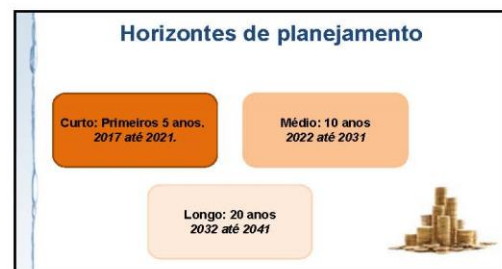 Horizontes de planejamento
Curto: Primeiros 5 anos.
2017 até 2021.
Médio: 10 anos
2022 até 2031
Longo: 20 anos
2032 até 2041